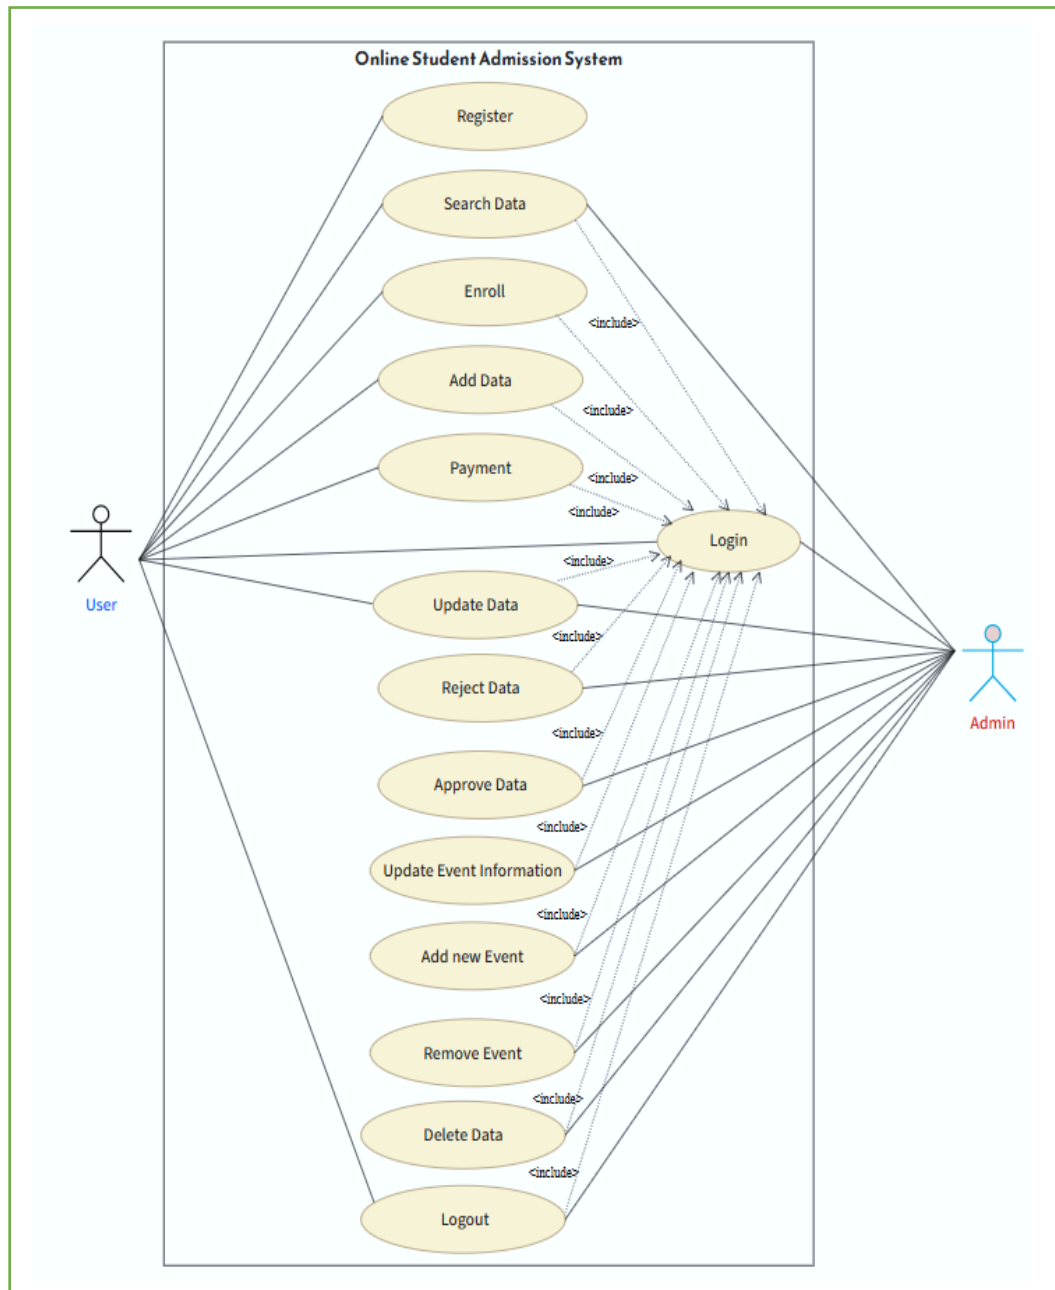 Online Student Admission System
Register
Search Data
Enroll
<include>
Add Data
<include>
Payment
<include>
<include>
Login
<include>
User
Update Data
<include>
Reject Data
Admin
<include>
Approve Data
<include>
Update Event Information
<include>
Add new Event
<include>
Remove Event
<include>
Delete Data
<include>
Logout